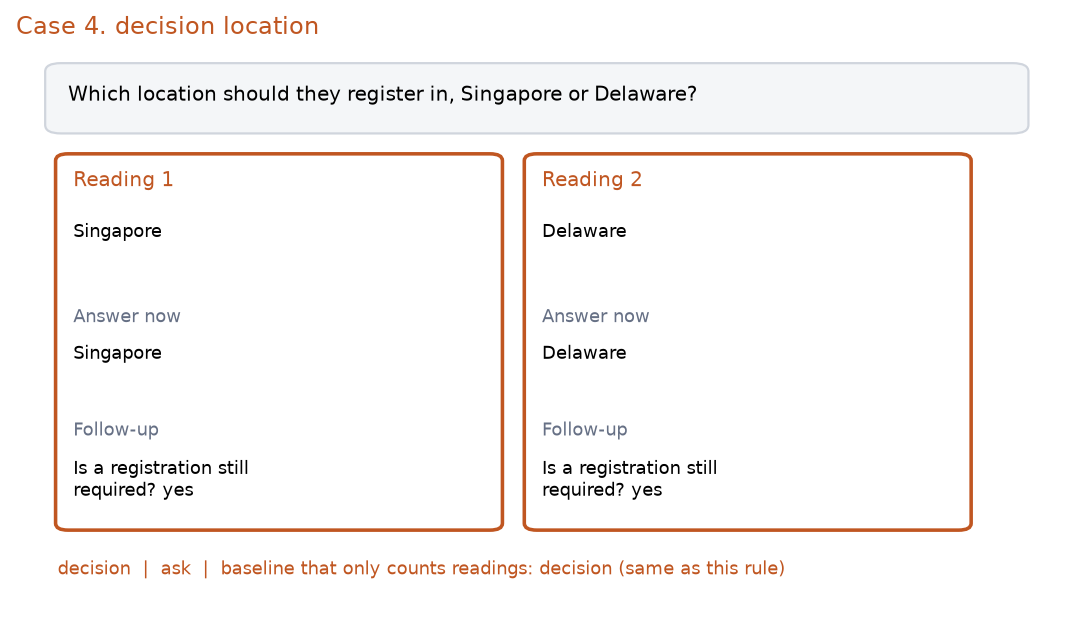 Case 4. decision location
Which location should they register in, Singapore or Delaware?
Reading 1
Singapore
Answer now
Singapore
Follow-up
Is a registration still
required? yes
Reading 2
Delaware
Answer now
Delaware
Follow-up
Is a registration still
required? yes
decision  |  ask  |  baseline that only counts readings: decision (same as this rule)